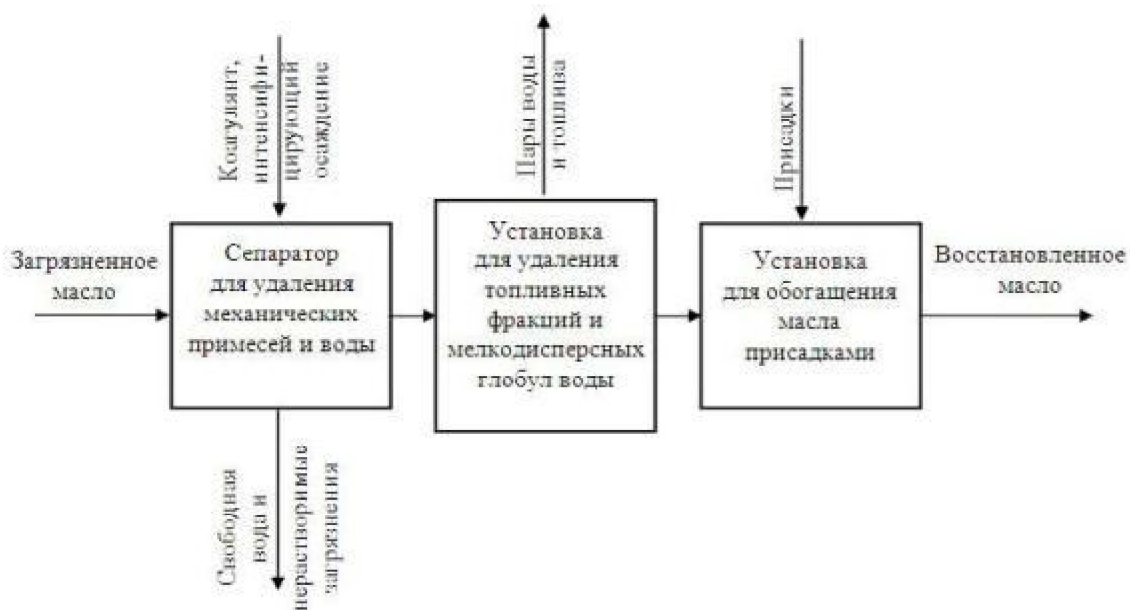 Коагулянт,
интенсифи-
цирующий
осаждение
Пары воды
и топлива
Присадки
Загрязненное
масло
Сепаратор
для удаления
механических
примесей и воды
Установка
для удаления
топливных
фракций и
мелкодисперсных
глобул воды
Установка
для обогащения
масла
присадками
Восстановленное
масло
Свободная
вода и
нерастворимые
загрязнения